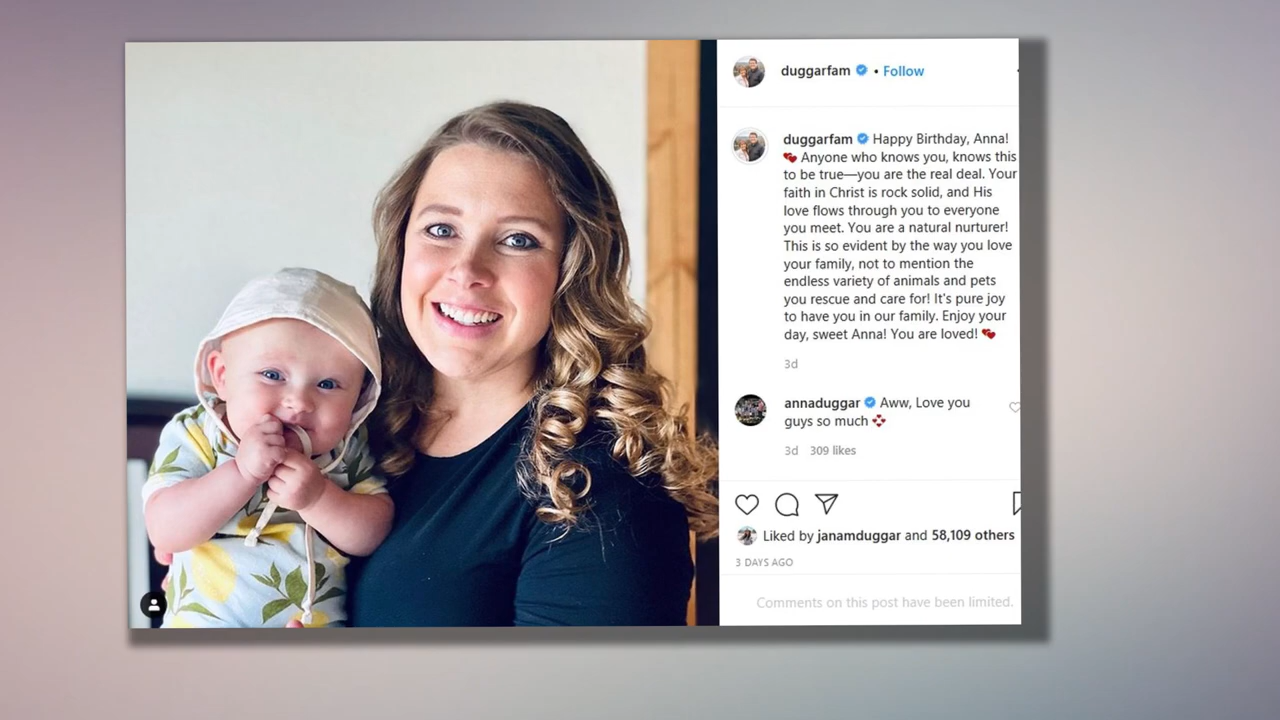 duggarfam • Follow
duggarfam Happy Birthday, Anna!
💕 Anyone who knows you, knows this
to be true—you are the real deal. Your
faith in Christ is rock solid, and His
love flows through you to everyone
you meet. You are a natural nurturer!
This is so evident by the way you love
your family, not to mention the
endless variety of animals and pets
you rescue and care for! It's pure joy
to have you in our family. Enjoy your
day, sweet Anna! You are loved! 💕
3d
annaduggar Aww, Love you
guys so much 💞
3d 309 likes
Liked by janamduggar and 58,109 others
3 DAYS AGO
Comments on this post have been limited.